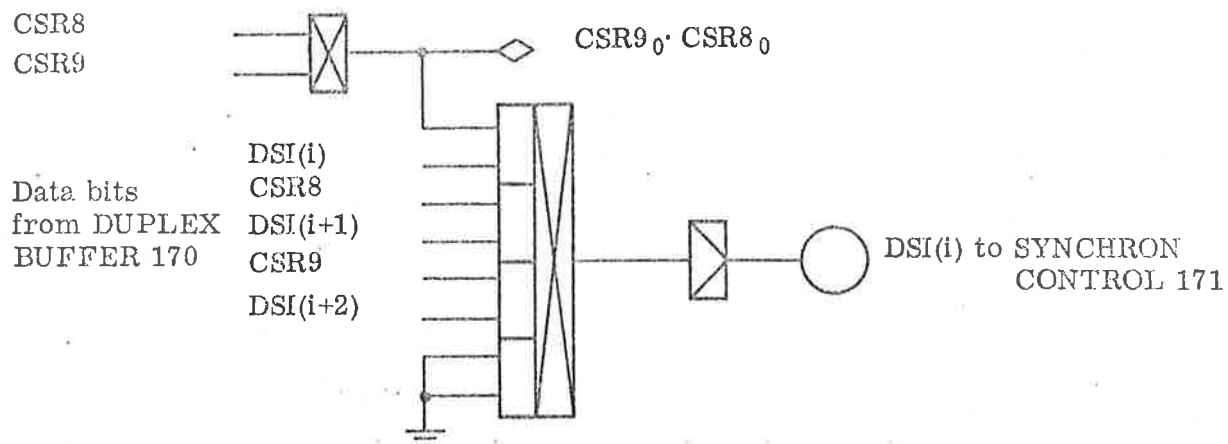 CSR8
CSR9
CSR9₀· CSR8₀
DSI(i)
CSR8
DSI(i+1)
CSR9
DSI(i+2)
Data bits
from DUPLEX
BUFFER 170
DSI(i) to SYNCHRON
CONTROL 171